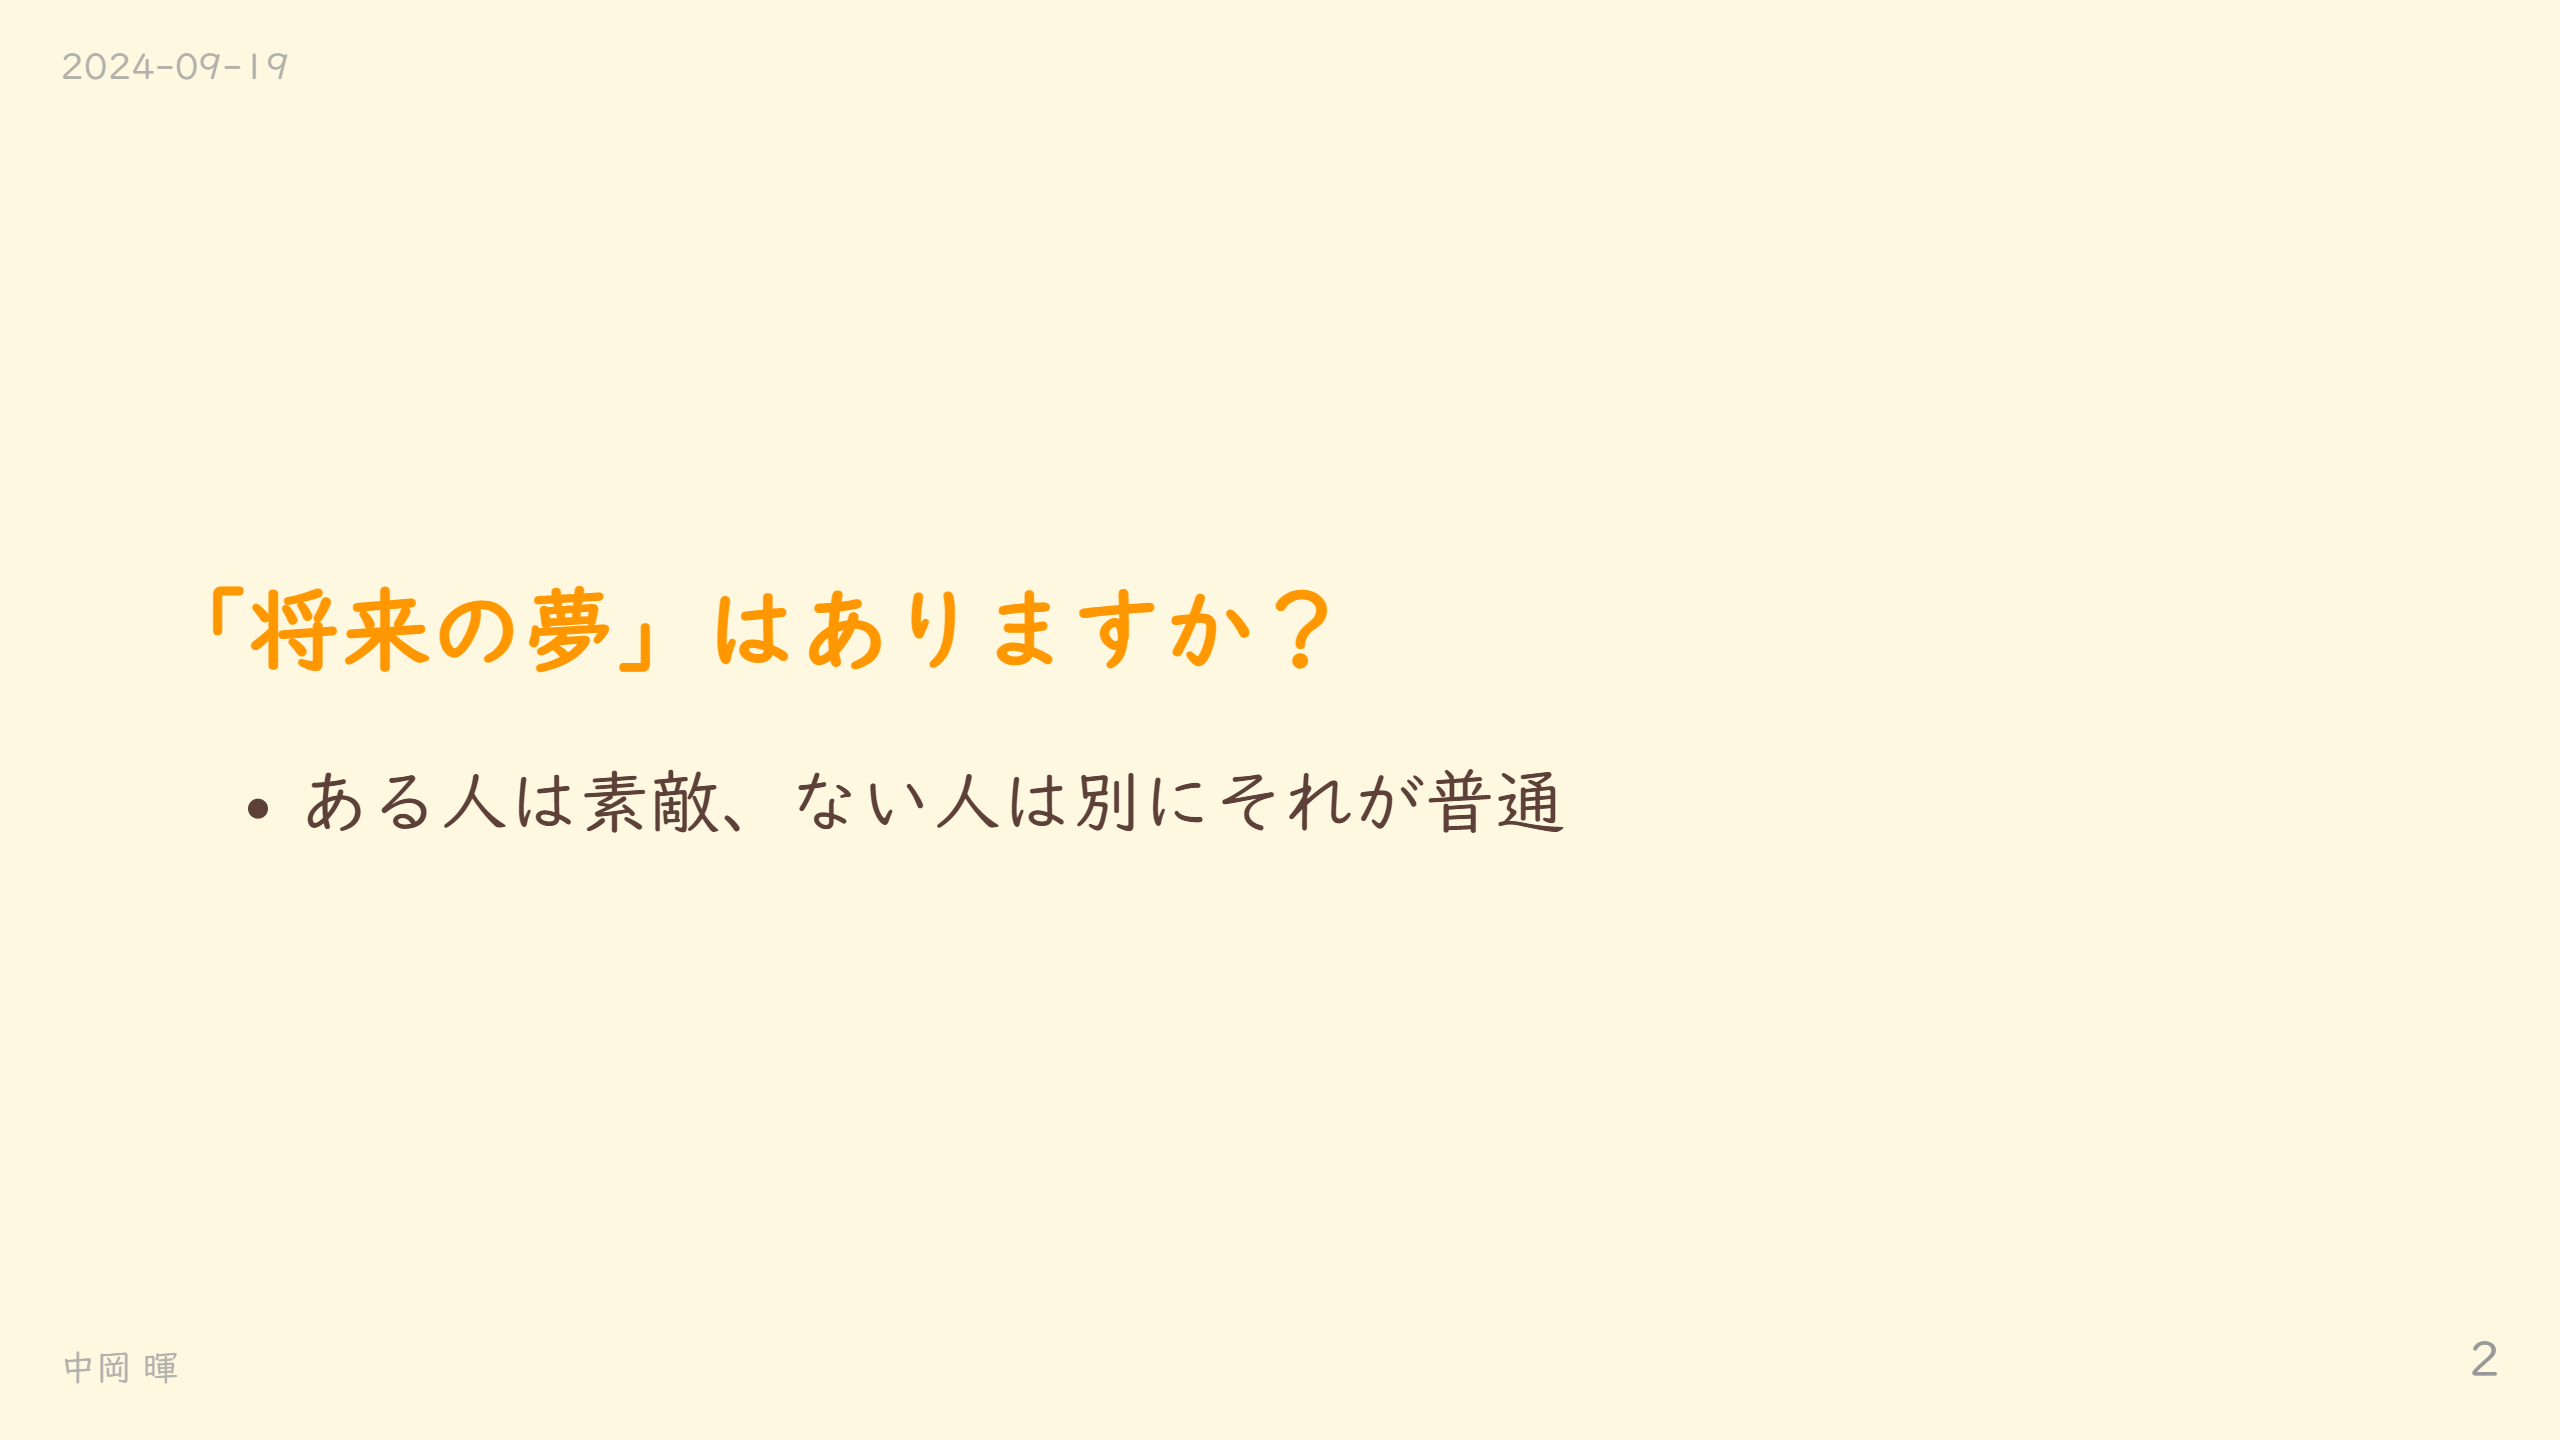 2024-09-19
「将来の夢」はありますか？
• ある人は素敵、ない人は別にそれが普通
中岡 暉
2